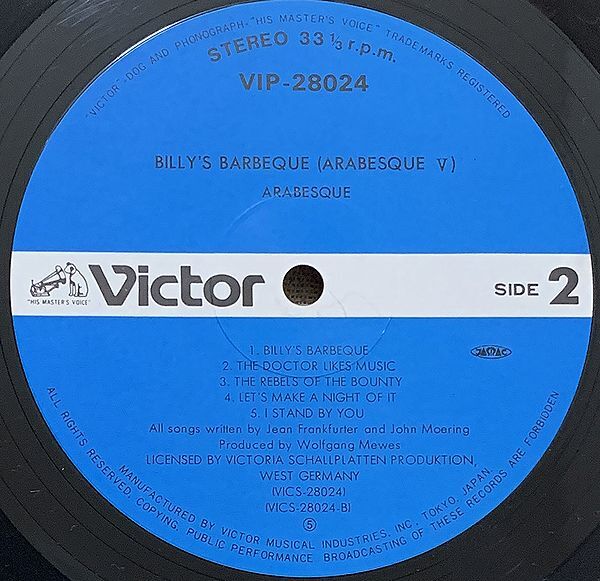 "VICTOR"-DOG AND PHONOGRAPH-"HIS MASTER'S VOICE" TRADEMARKS REGISTERED
STEREO 33 1/3 r.p.m.
VIP-28024
BILLY'S BARBEQUE (ARABESQUE V)
ARABESQUE
"HIS MASTER'S VOICE"
Victor
SIDE 2
1. BILLY'S BARBEQUE
2. THE DOCTOR LIKES MUSIC
3. THE REBELS OF THE BOUNTY
4. LET'S MAKE A NIGHT OF IT
5. I STAND BY YOU
JASRAC
All songs written by Jean Frankfurter and John Moering
Produced by Wolfgang Mewes
LICENSED BY VICTORIA SCHALLPLATTEN PRODUKTION,
WEST GERMANY
(VICS-28024)
(VICS-28024-B)
⑤
ALL RIGHTS RESERVED. COPYING, PUBLIC PERFORMANCE BROADCASTING OF THESE RECORDS ARE FORBIDDEN
MANUFACTURED BY VICTOR MUSICAL INDUSTRIES, INC., TOKYO, JAPAN.